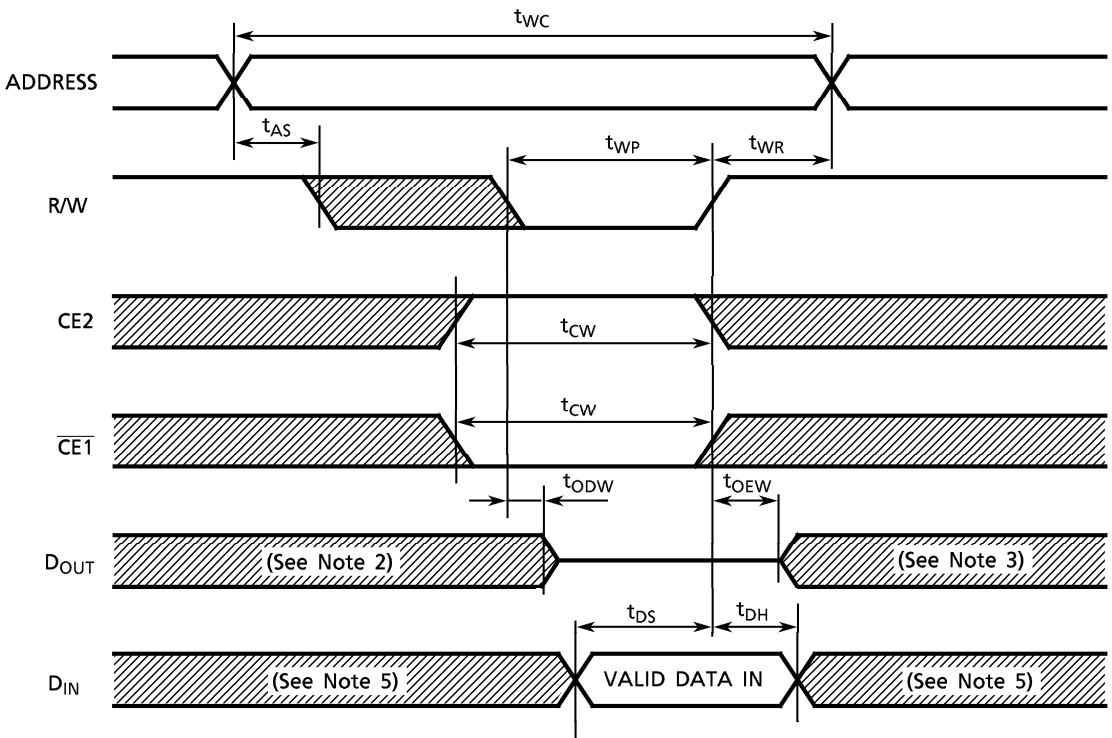 tWC
ADDRESS
tAS
tWP
tWR
R/W
CE2
tCW
tCW
CE1
tODW
tOEW
DOUT
(See Note 2)
(See Note 3)
tDS
tDH
DIN
(See Note 5)
VALID DATA IN
(See Note 5)